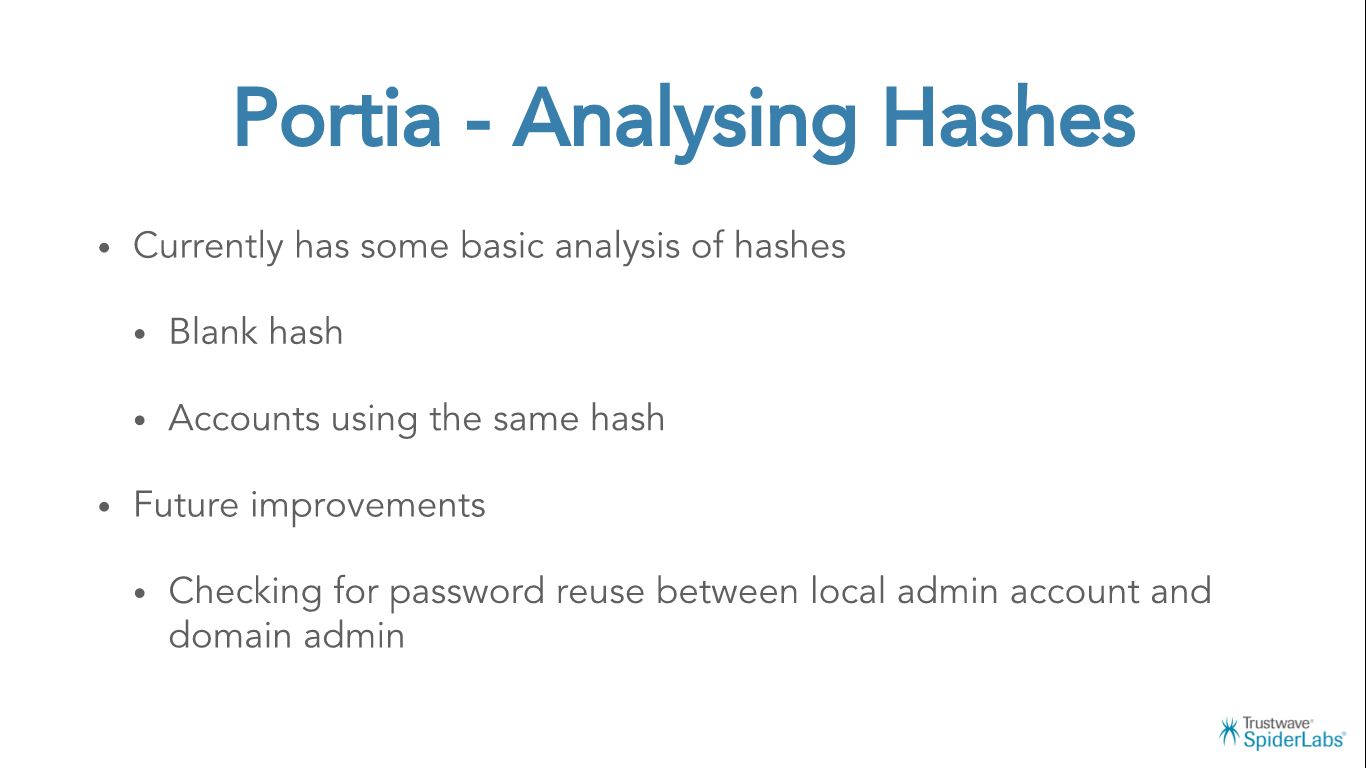 Portia - Analysing Hashes
• Currently has some basic analysis of hashes
• Blank hash
• Accounts using the same hash
• Future improvements
• Checking for password reuse between local admin account and
domain admin
Trustwave®
SpiderLabs®